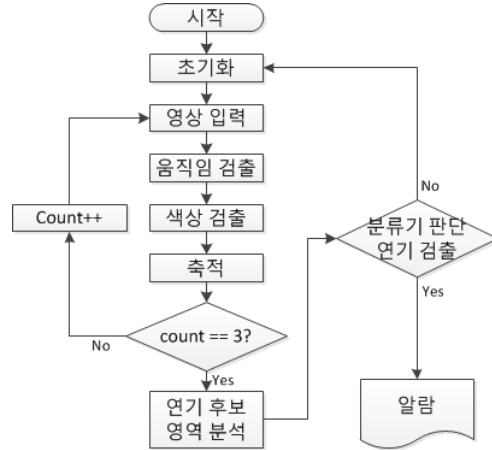 시작
초기화
영상 입력
움직임 검출
Count++
색상 검출
축적
count == 3?
No
Yes
연기 후보
영역 분석
No
분류기 판단
연기 검출
Yes
알람